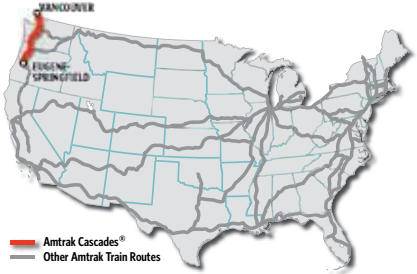 VANCOUVER
EUGENE-
SPRINGFIELD
Amtrak Cascades®
Other Amtrak Train Routes